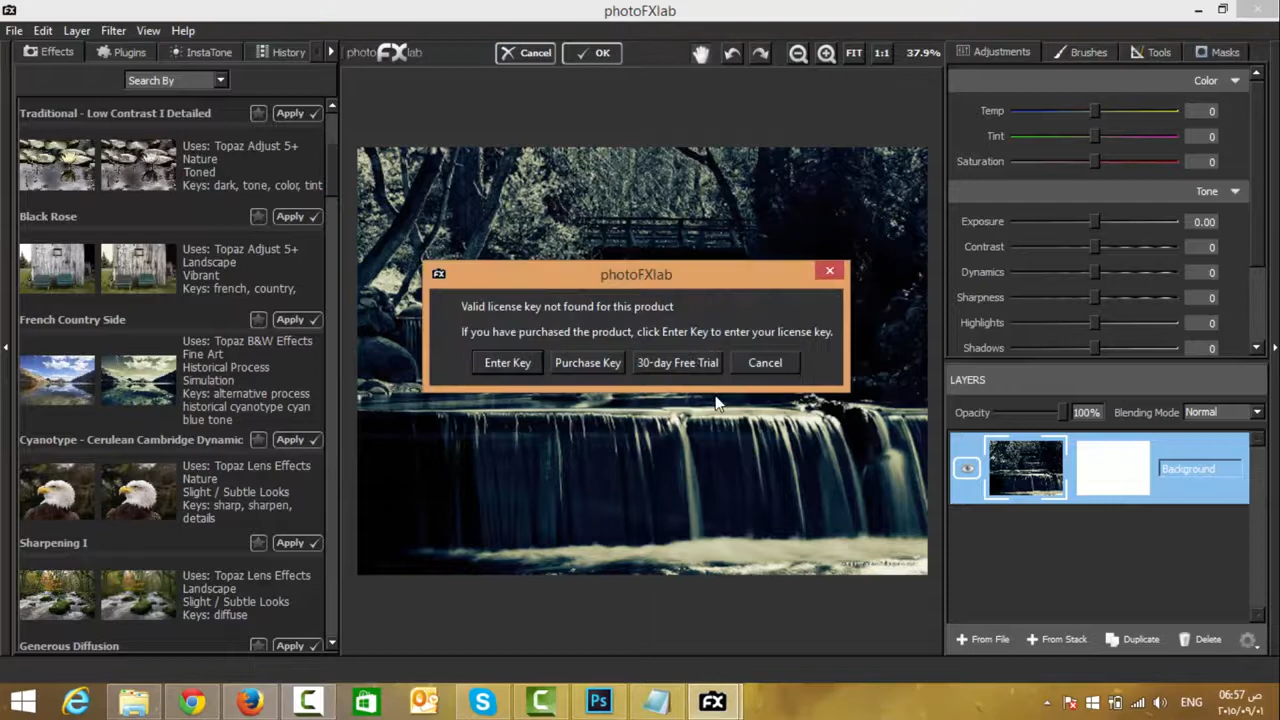 photoFXlab
File Edit Layer Filter View Help
Effects Plugins InstaTone History
photo FX lab Cancel OK FIT 1:1 37.9%
Adjustments Brushes Tools Masks
Search By
Traditional - Low Contrast I Detailed Apply
Uses: Topaz Adjust 5+
Nature
Toned
Keys: dark, tone, color, tint
Black Rose Apply
Uses: Topaz Adjust 5+
Landscape
Vibrant
Keys: french, country,
French Country Side Apply
Uses: Topaz B&W Effects
Fine Art
Historical Process
Simulation
Keys: alternative process
historical cyanotype cyan
blue tone
Cyanotype - Cerulean Cambridge Dynamic Apply
Uses: Topaz Lens Effects
Nature
Slight / Subtle Looks
Keys: sharp, sharpen,
details
Sharpening I Apply
Uses: Topaz Lens Effects
Landscape
Slight / Subtle Looks
Keys: diffuse
Generous Diffusion Apply
FX photoFXlab
Valid license key not found for this product
If you have purchased the product, click Enter Key to enter your license key.
Enter Key Purchase Key 30-day Free Trial Cancel
Color
Temp 0
Tint 0
Saturation 0
Tone
Exposure 0.00
Contrast 0
Dynamics 0
Sharpness 0
Highlights 0
Shadows 0
LAYERS
Opacity 100% Blending Mode Normal
Background
From File From Stack Duplicate Delete
Ps FX ENG
06:57 ص
٢٠١٥/٠٩/٠١